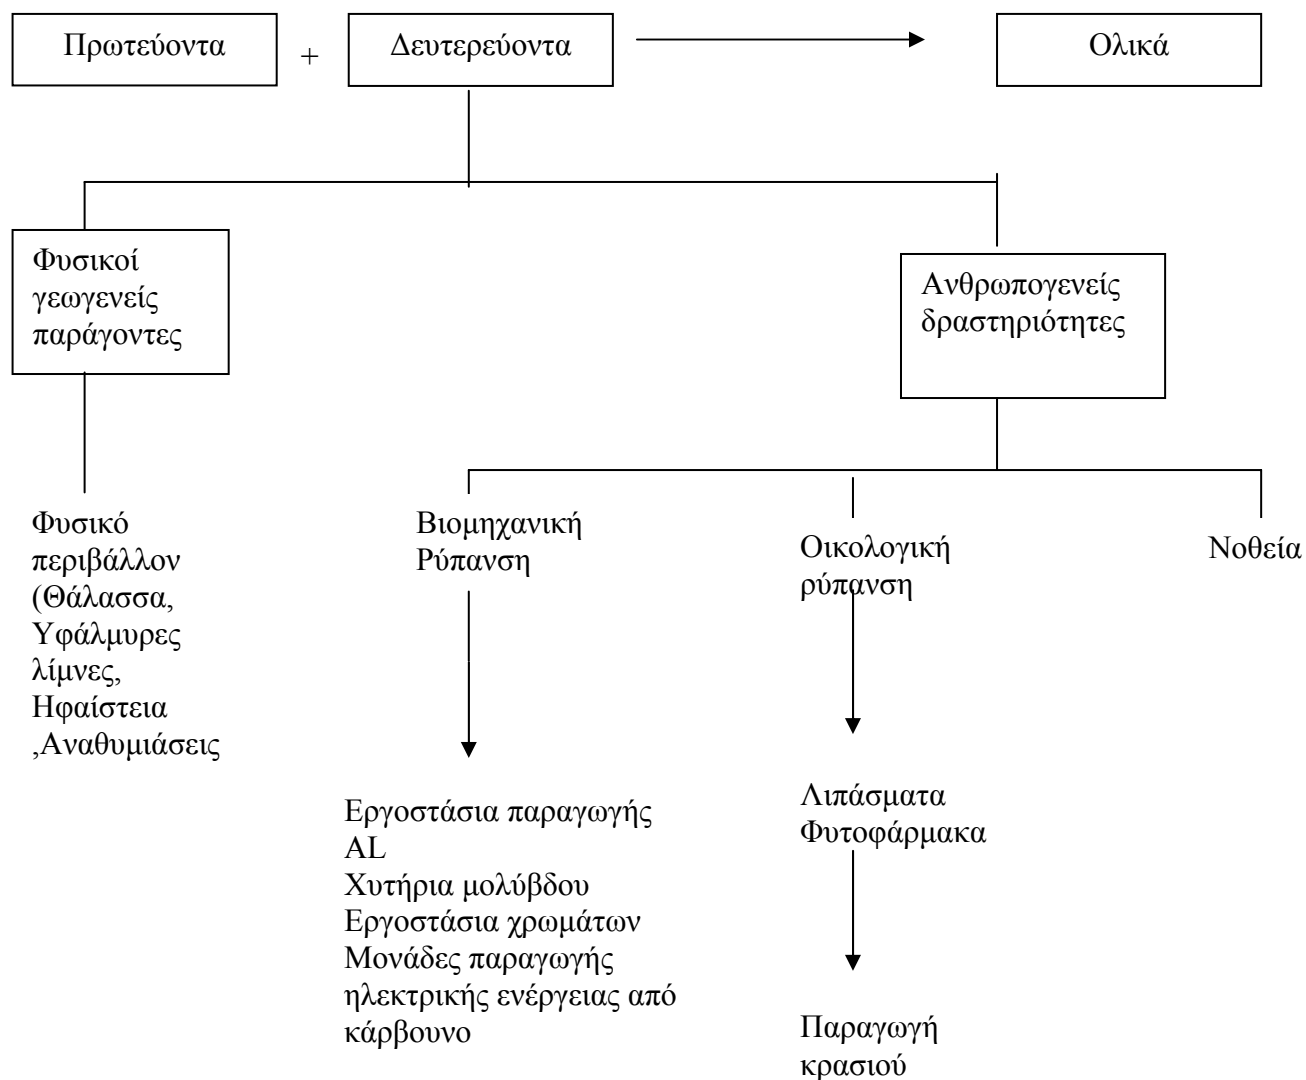 Πρωτεύοντα
+
Δευτερεύοντα
Ολικά
Φυσικοί
γεωγενείς
παράγοντες
Ανθρωπογενείς
δραστηριότητες
Φυσικό
περιβάλλον
(Θάλασσα,
Υφάλμυρες
λίμνες,
Ηφαίστεια
,Αναθυμιάσεις
Βιομηχανική
Ρύπανση
Οικολογική
ρύπανση
Νοθεία
Εργοστάσια παραγωγής
AL
Χυτήρια μολύβδου
Εργοστάσια χρωμάτων
Μονάδες παραγωγής
ηλεκτρικής ενέργειας από
κάρβουνο
Λιπάσματα
Φυτοφάρμακα
Παραγωγή
κρασιού